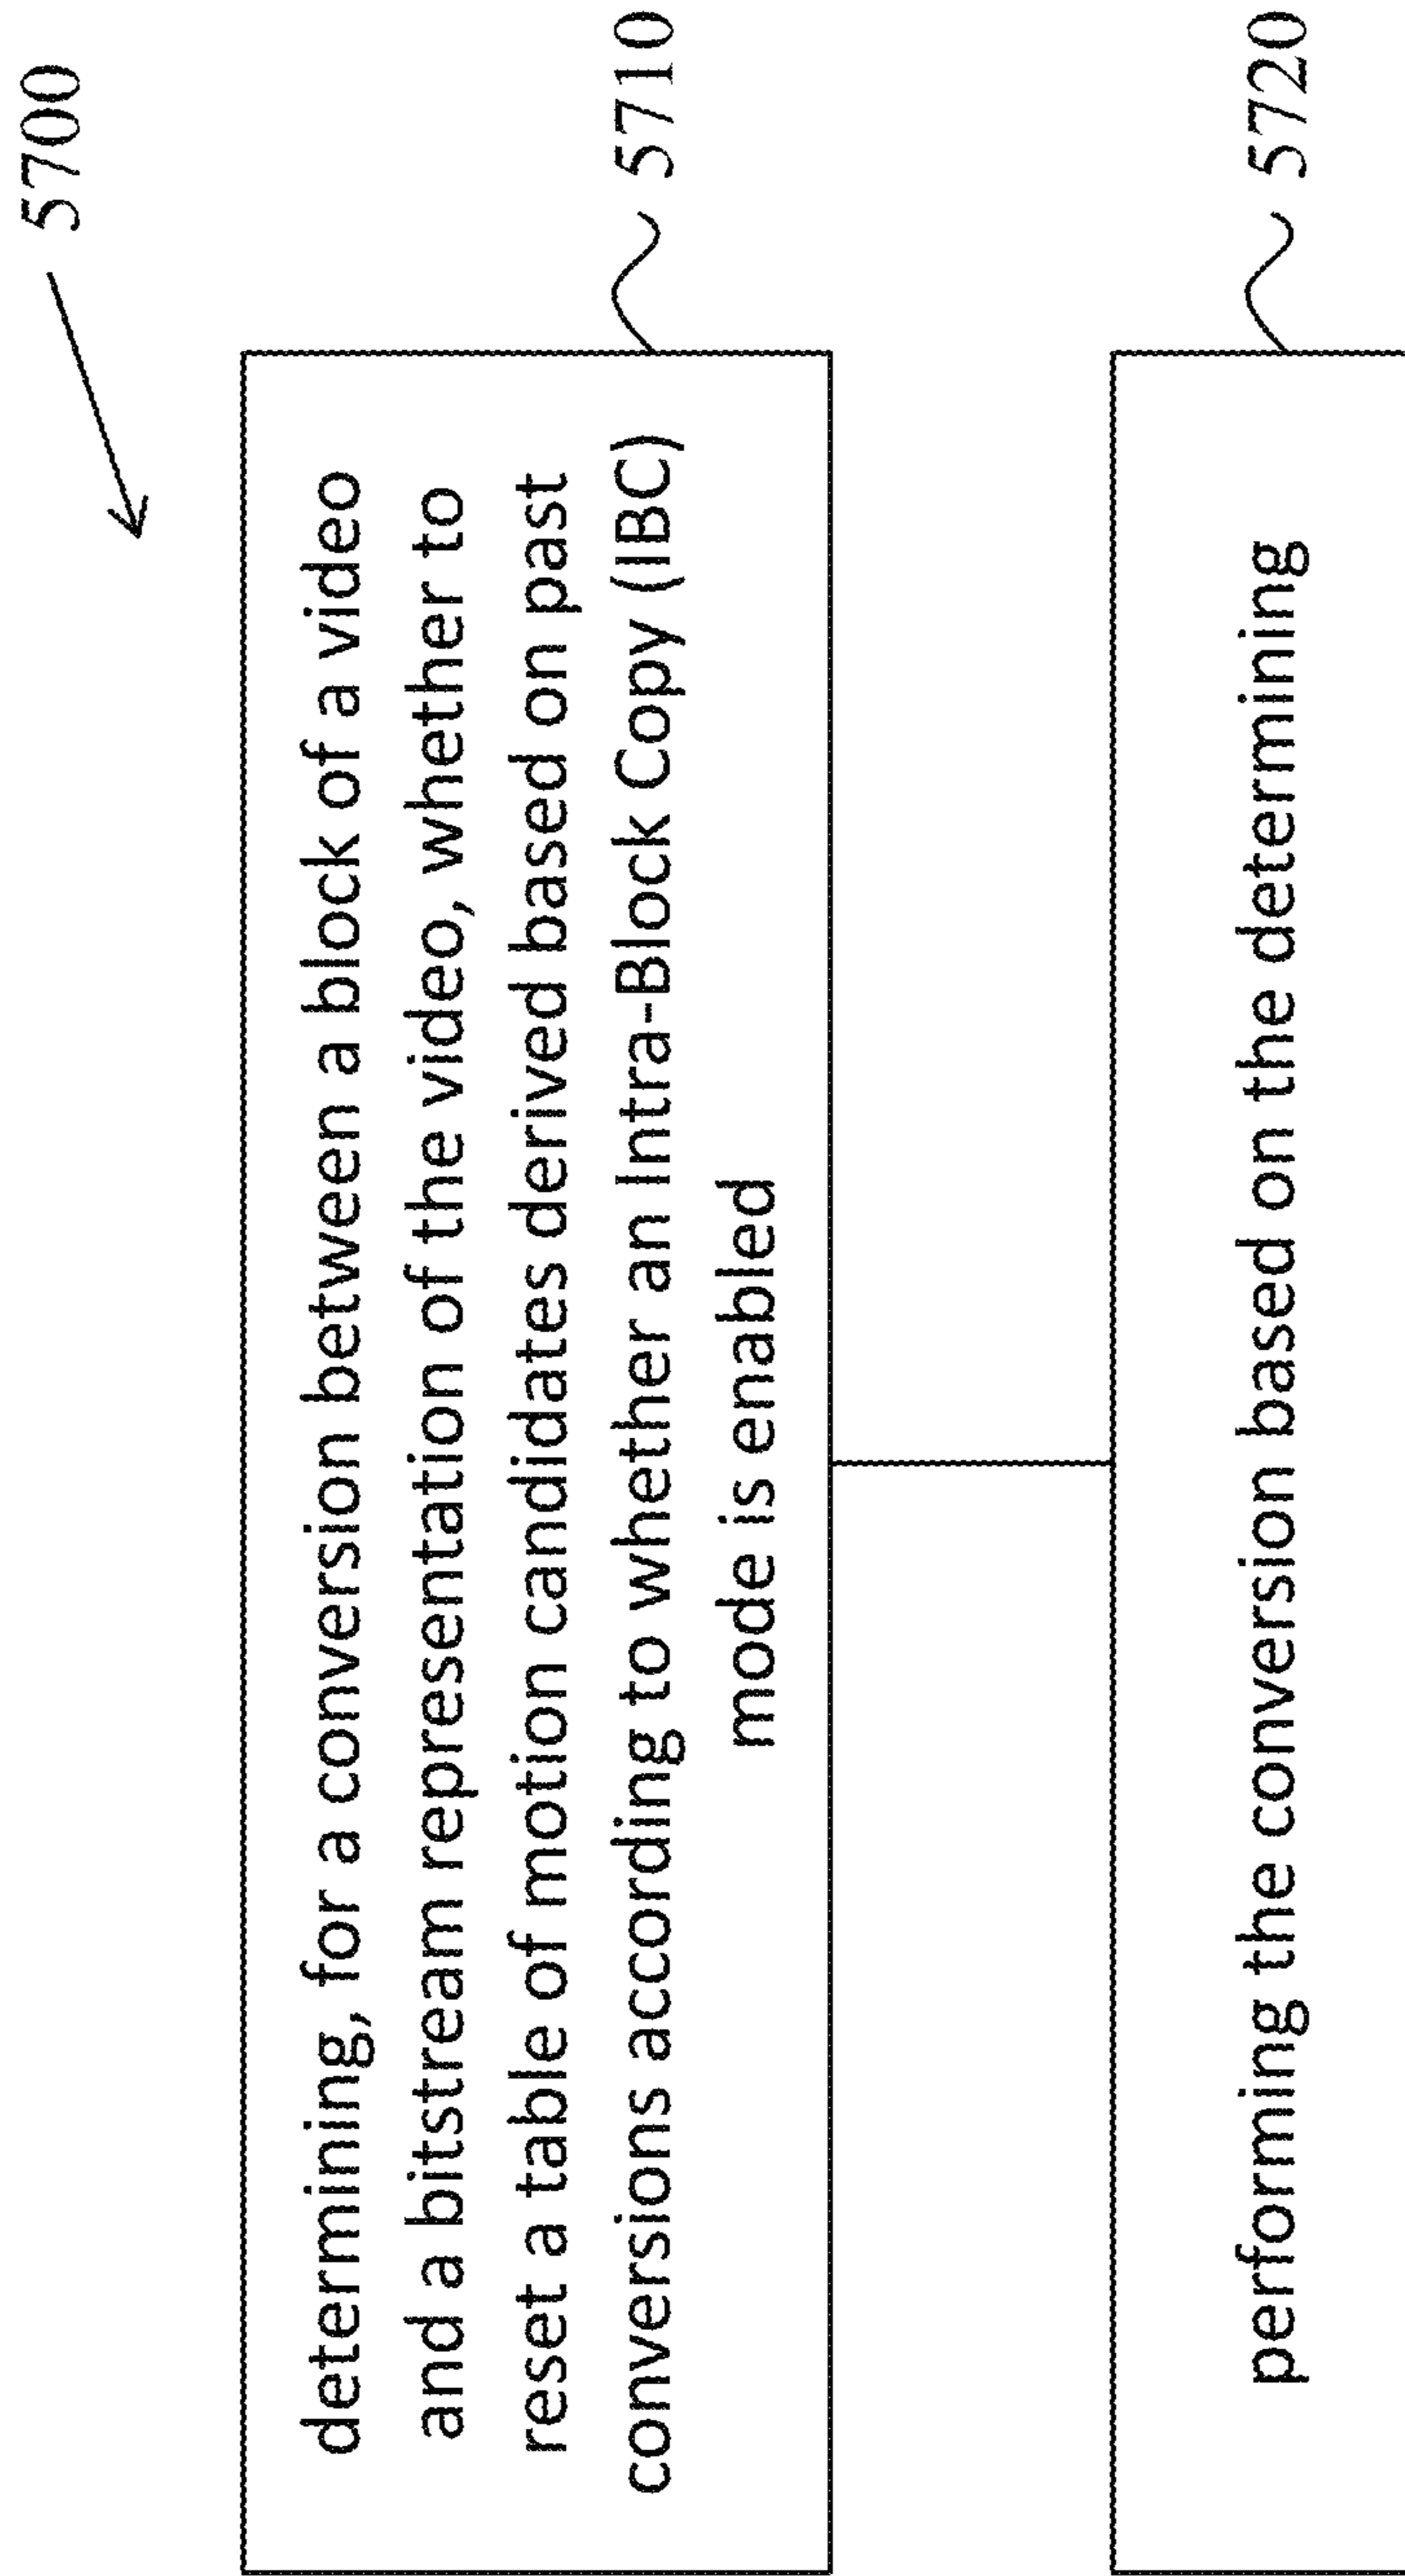 5700
determining, for a conversion between a block of a video
and a bitstream representation of the video, whether to
reset a table of motion candidates derived based on past
conversions according to whether an Intra-Block Copy (IBC)
mode is enabled
5710
performing the conversion based on the determining
5720